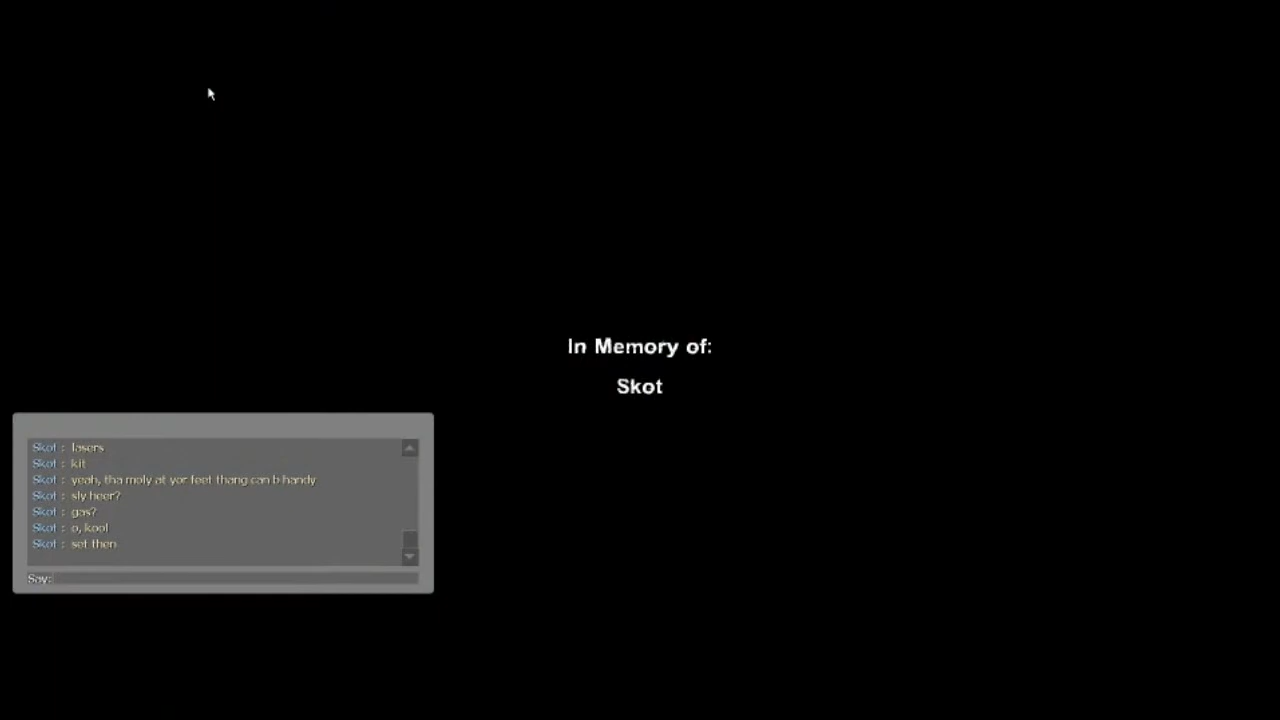 In Memory of:
Skot
Skot : lasers
Skot : kit
Skot : yeah, tha moly at yor feet thang can b handy
Skot : sly heer?
Skot : gas?
Skot : o, kool
Skot : set then
Say: